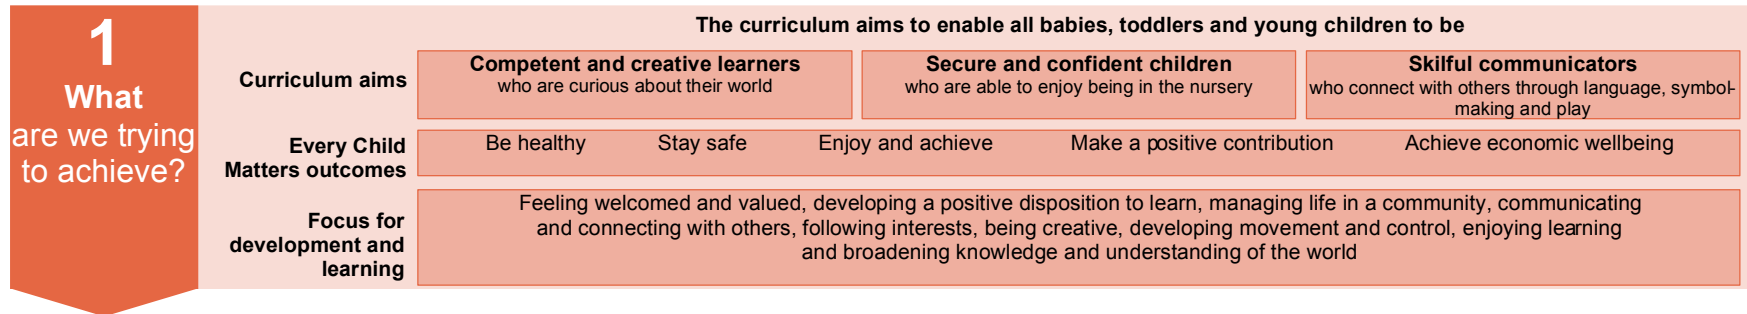 1
What
are we trying
to achieve?
The curriculum aims to enable all babies, toddlers and young children to be
Curriculum aims
Competent and creative learners
who are curious about their world
Secure and confident children
who are able to enjoy being in the nursery
Skilful communicators
who connect with others through language, symbol-
making and play
Every Child
Matters outcomes
Be healthy Stay safe Enjoy and achieve Make a positive contribution Achieve economic wellbeing
Focus for
development and
learning
Feeling welcomed and valued, developing a positive disposition to learn, managing life in a community, communicating
and connecting with others, following interests, being creative, developing movement and control, enjoying learning
and broadening knowledge and understanding of the world